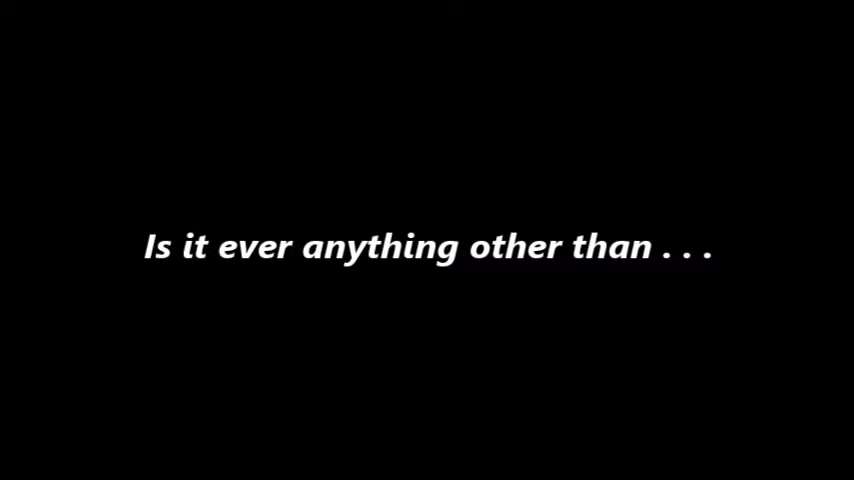 Is it ever anything other than . . .